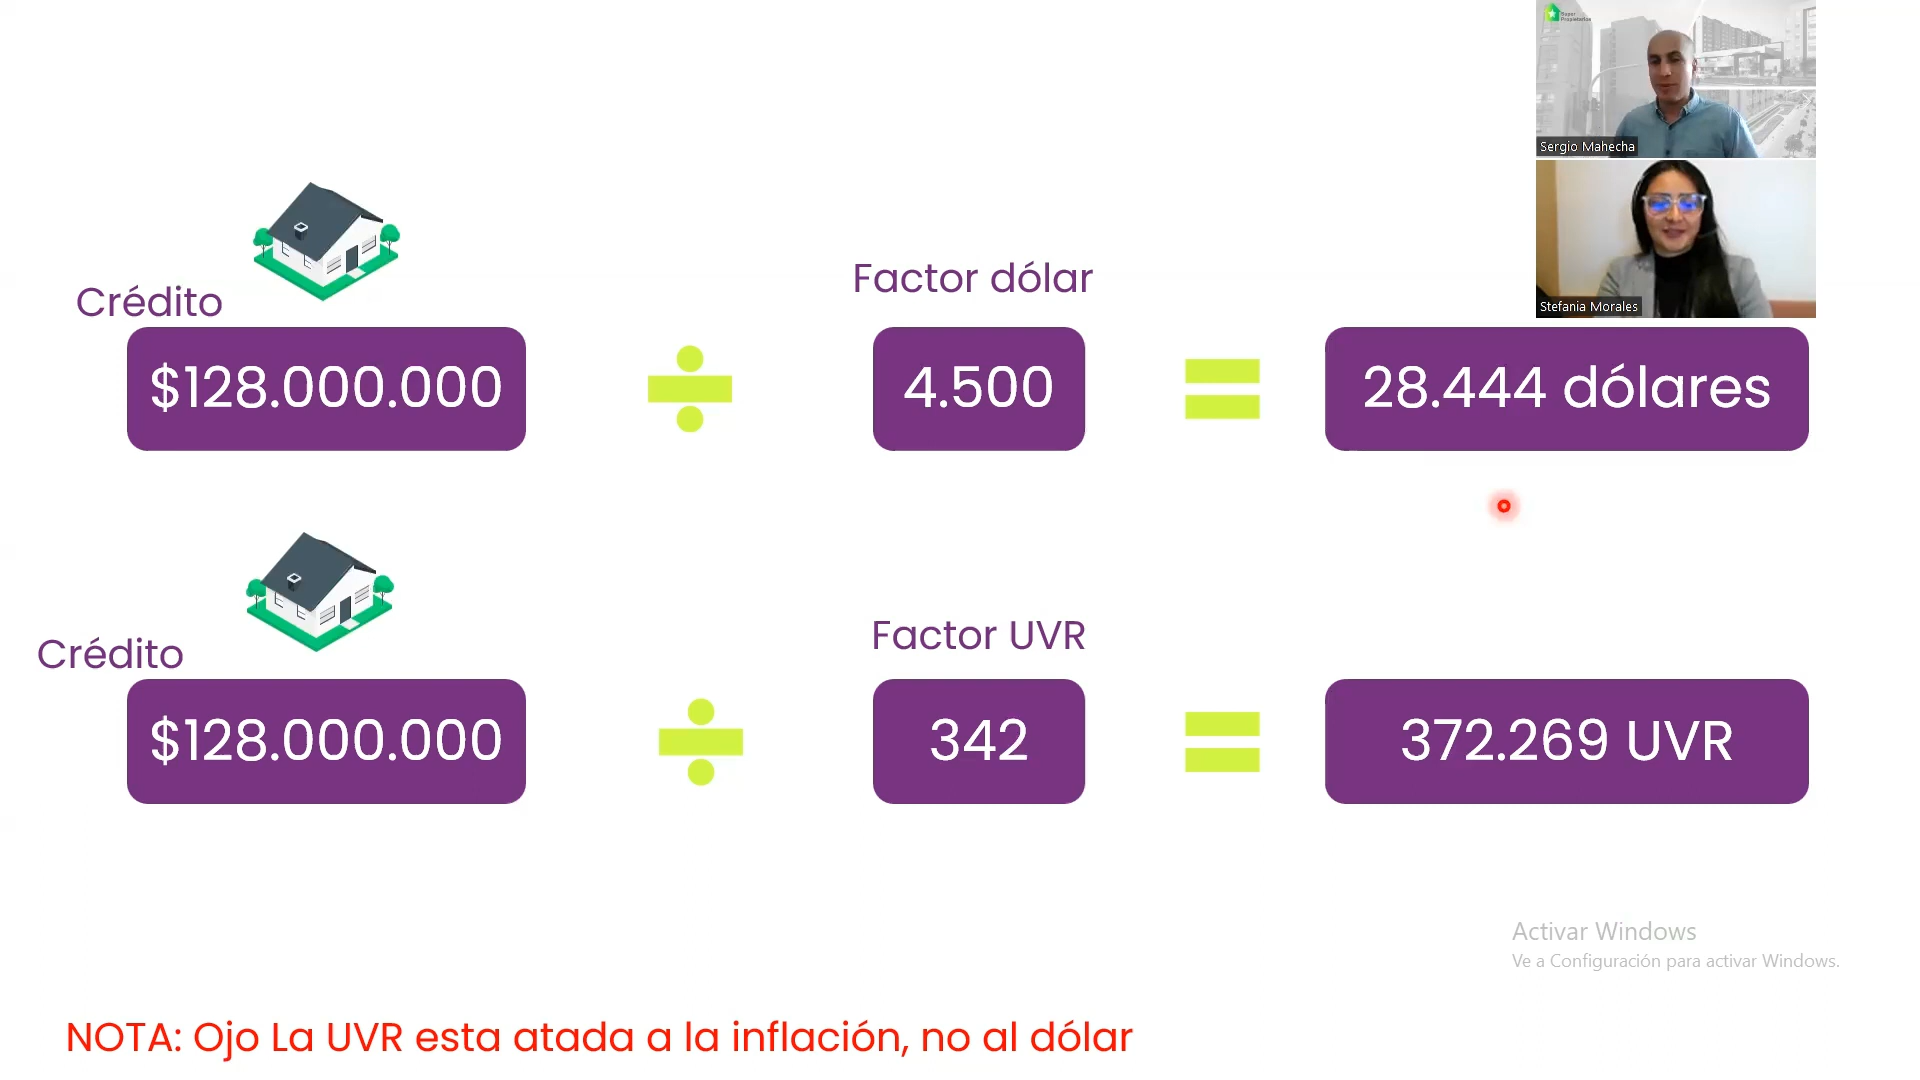 Super
Propietarios
Sergio Mahecha
Stefania Morales
Crédito
Factor dólar
$128.000.000
4.500
28.444 dólares
Crédito
Factor UVR
$128.000.000
342
372.269 UVR
Activar Windows
Ve a Configuración para activar Windows.
NOTA: Ojo La UVR esta atada a la inflación, no al dólar